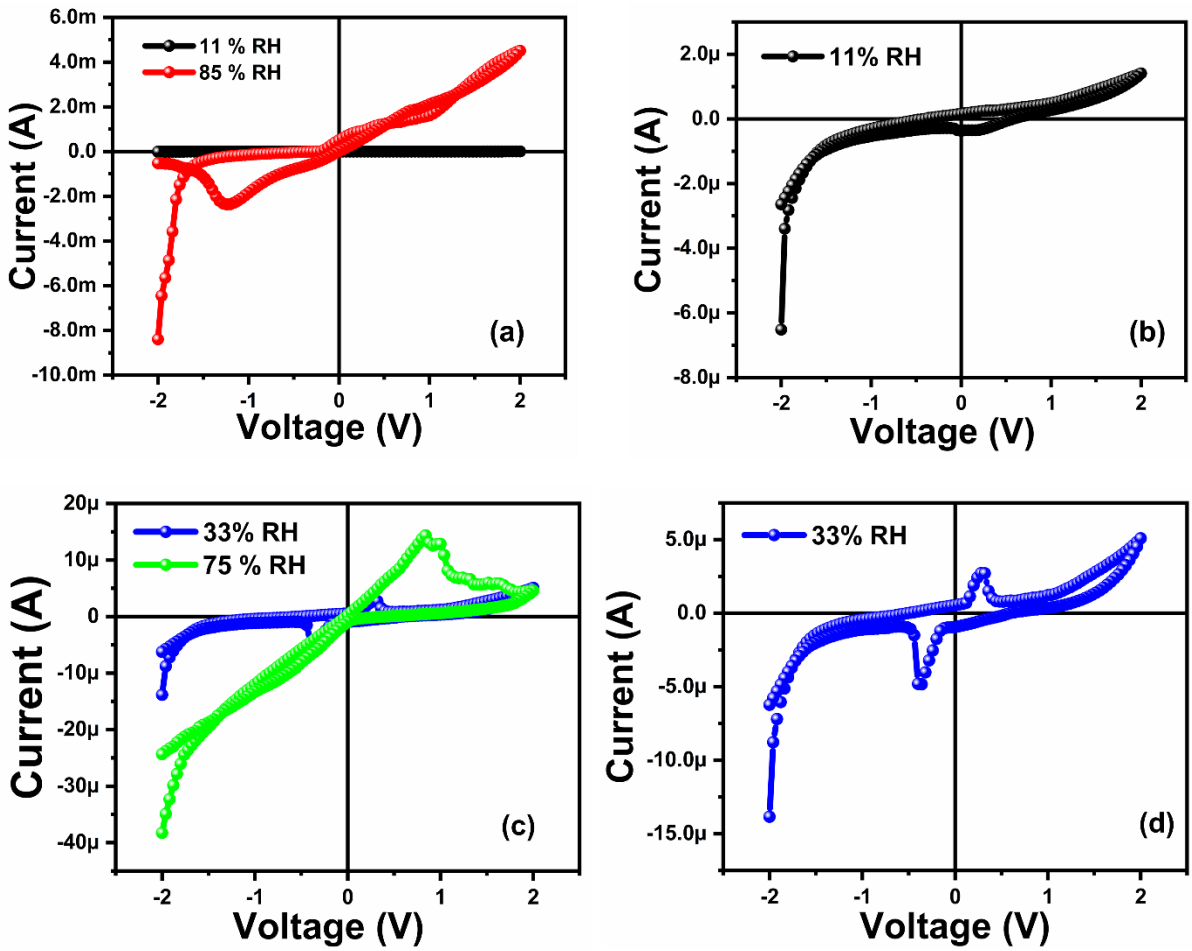 6.0m
4.0m
2.0m
0.0
-2.0m
-4.0m
-6.0m
-8.0m
-10.0m
-2
-1
0
1
2
Current (A)
Voltage (V)
11 % RH
85 % RH
(a)
2.0µ
0.0
-2.0µ
-4.0µ
-6.0µ
-8.0µ
-2
-1
0
1
2
Current (A)
Voltage (V)
11% RH
(b)
20µ
10µ
0
-10µ
-20µ
-30µ
-40µ
-2
-1
0
1
2
Current (A)
Voltage (V)
33% RH
75 % RH
(c)
5.0µ
0.0
-5.0µ
-10.0µ
-15.0µ
-2
-1
0
1
2
Current (A)
Voltage (V)
33% RH
(d)